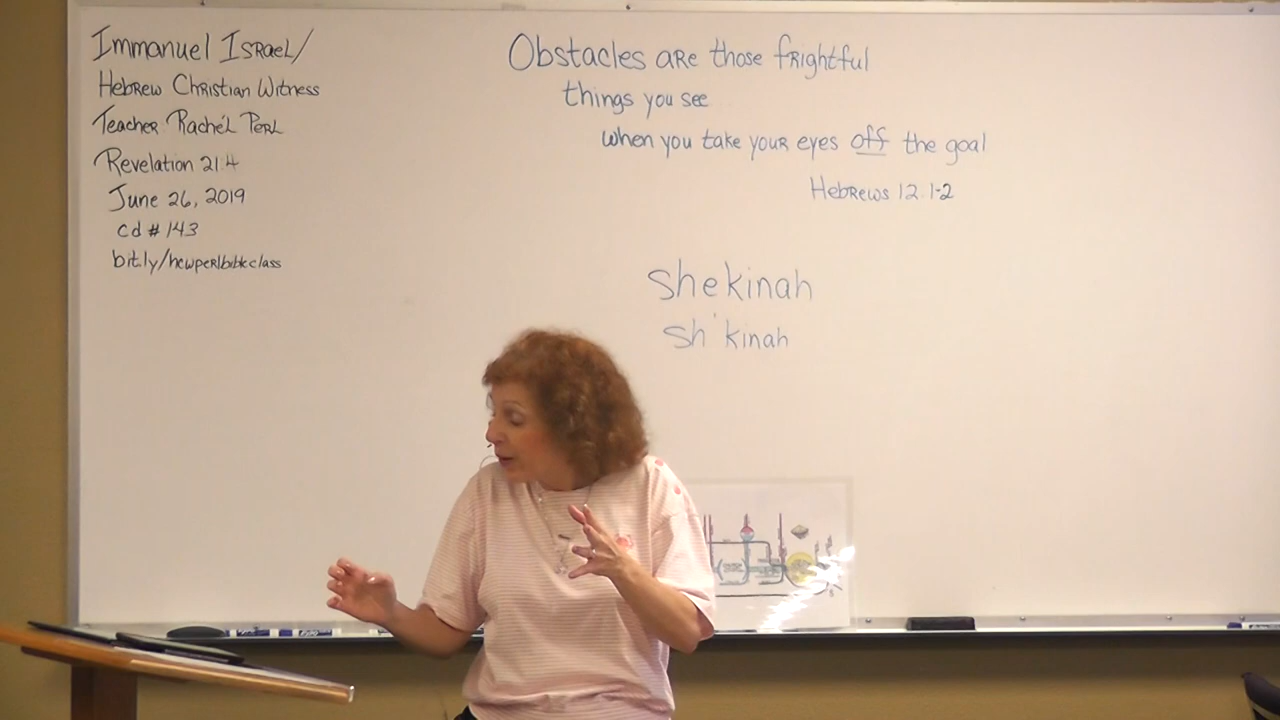 Immanuel Israel/
Hebrew Christian Witness
Teacher Rachél Perl
Revelation 21.4
June 26, 2019
cd # 143
bit.ly/hcwperlbibleclass
Obstacles are those frightful
things you see
when you take your eyes off the goal
Hebrews 12.1-2
shekinah
sh'kinah